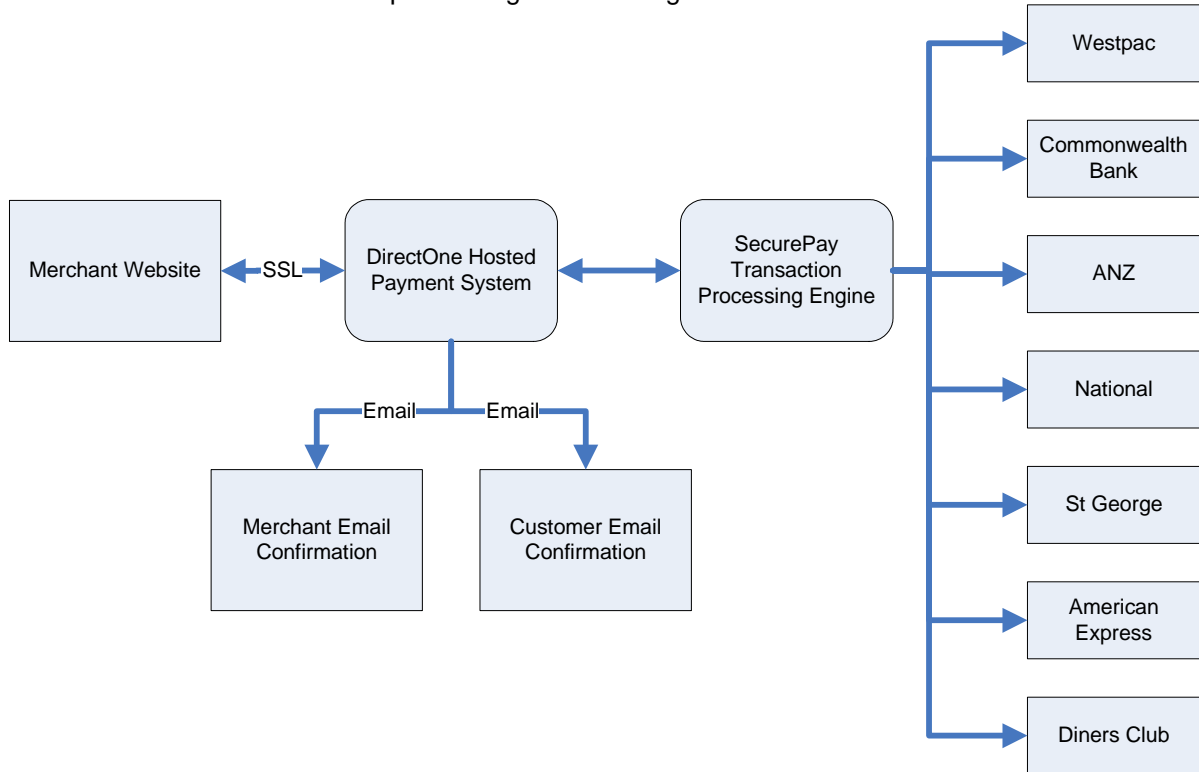 Westpac
Commonwealth
Bank
Merchant Website
SSL
DirectOne Hosted
Payment System
SecurePay
Transaction
Processing Engine
ANZ
National
Email
Email
Merchant Email
Confirmation
Customer Email
Confirmation
St George
American
Express
Diners Club